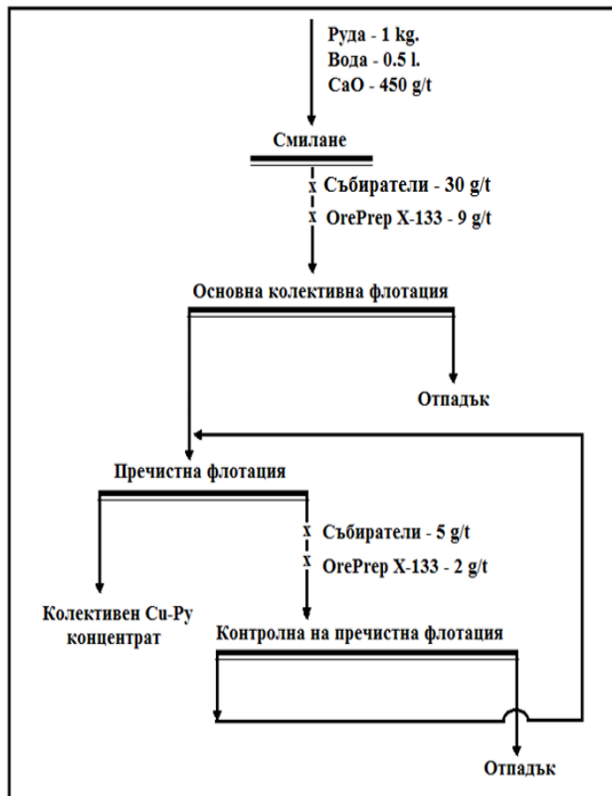 Руда - 1 kg.
Вода - 0.5 l.
CaO - 450 g/t
Смилане
x Събиратели - 30 g/t
x OrePrep X-133 - 9 g/t
Основна колективна флотация
Отпадък
Пречистна флотация
x Събиратели - 5 g/t
x OrePrep X-133 - 2 g/t
Колективен Cu-Py
концентрат
Контролна на пречистна флотация
Отпадък